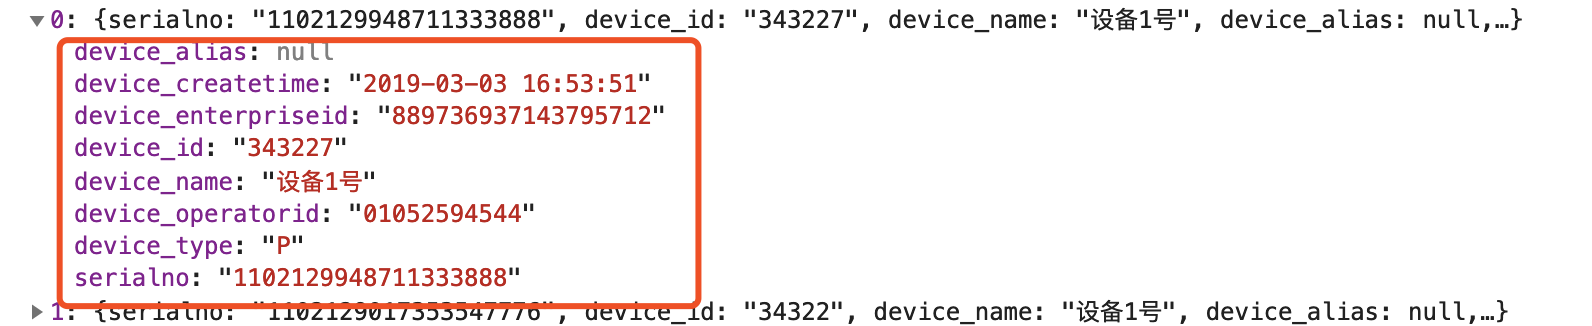 0: {serialno: "1102129948711333888", device_id: "343227", device_name: "设备1号", device_alias: null,…}
device_alias: null
device_createtime: "2019-03-03 16:53:51"
device_enterpriseid: "889736937143795712"
device_id: "343227"
device_name: "设备1号"
device_operatorid: "01052594544"
device_type: "P"
serialno: "1102129948711333888"
1: {serialno: "1102129017353547776", device_id: "34322", device_name: "设备1号", device_alias: null,…}